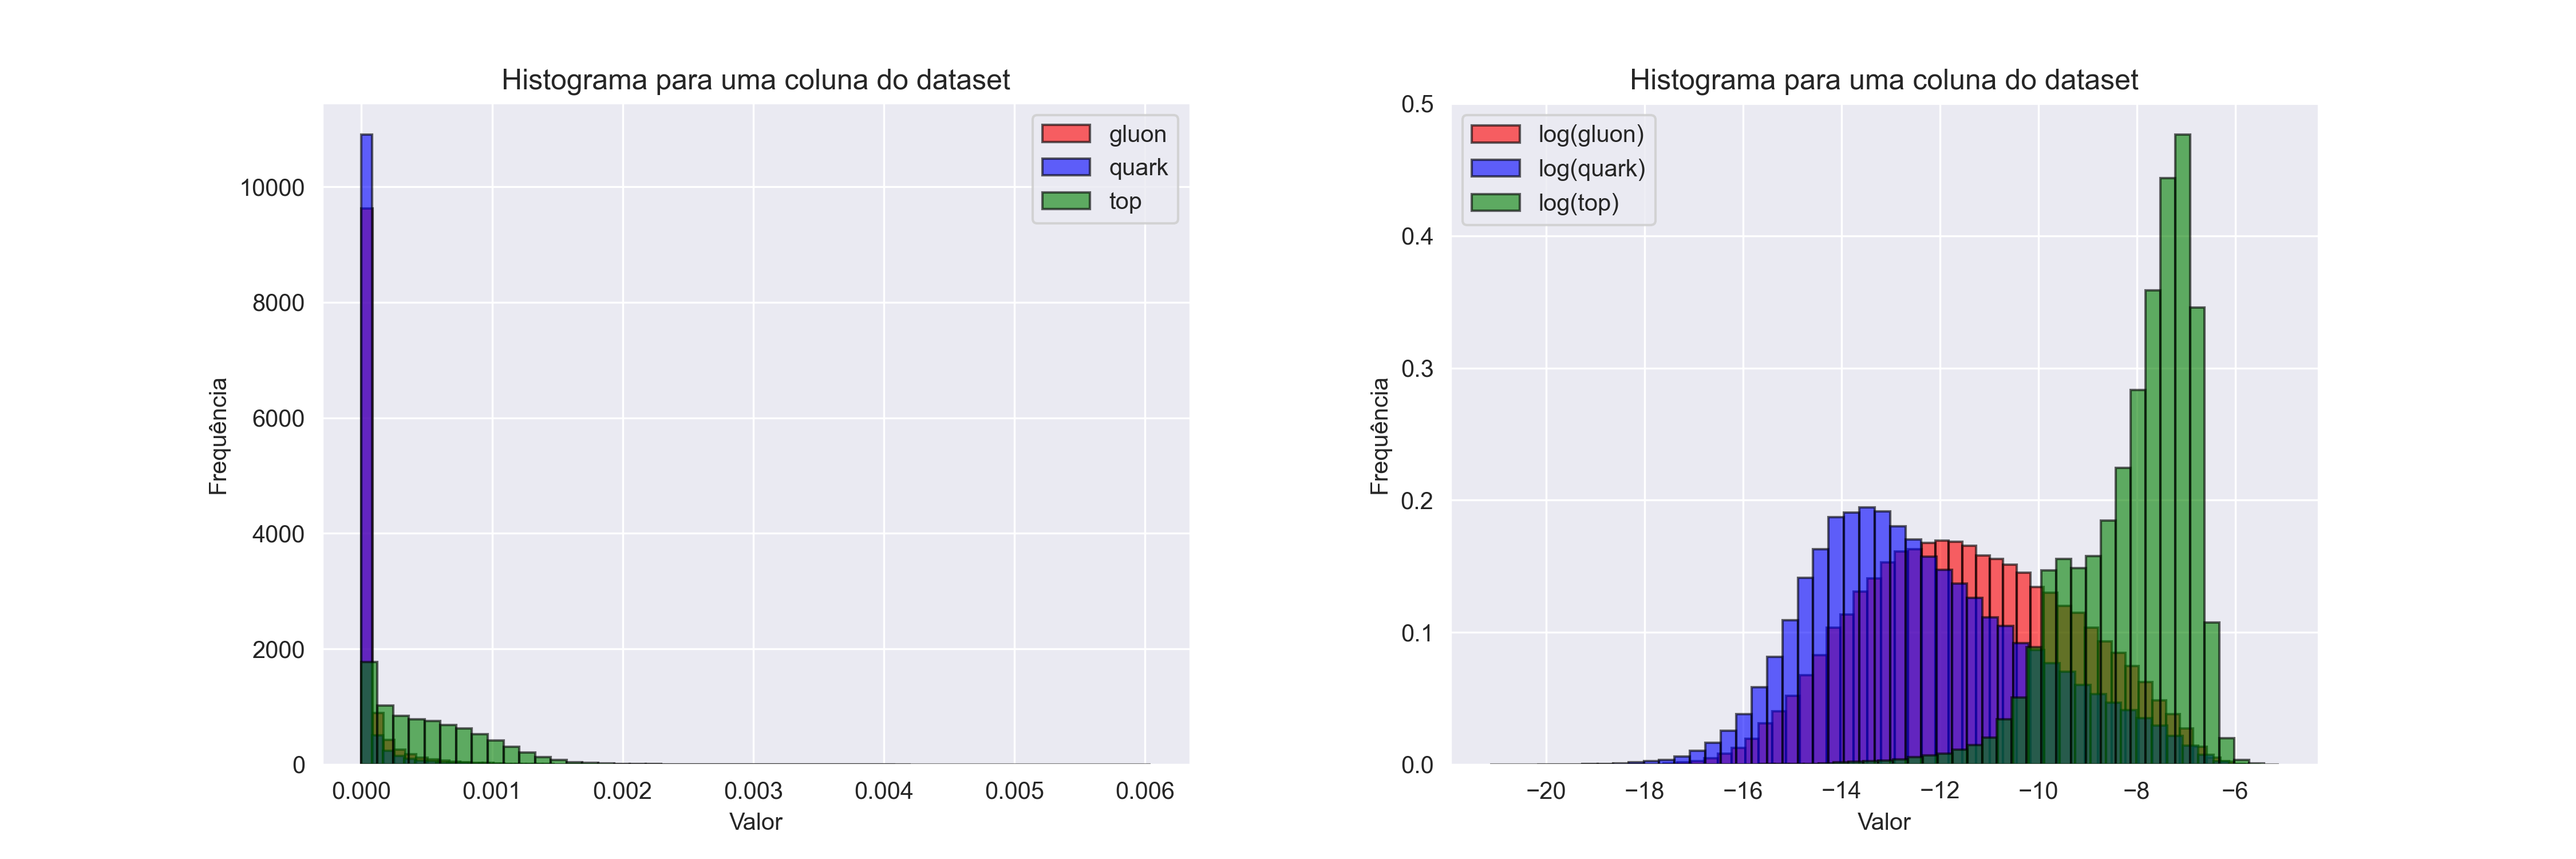 Histograma para uma coluna do dataset
gluon
quark
top
10000
8000
6000
4000
2000
0
Frequência
0.000 0.001 0.002 0.003 0.004 0.005 0.006
Valor
Histograma para uma coluna do dataset
log(gluon)
log(quark)
log(top)
0.5
0.4
0.3
0.2
0.1
0.0
Frequência
−20 −18 −16 −14 −12 −10 −8 −6
Valor